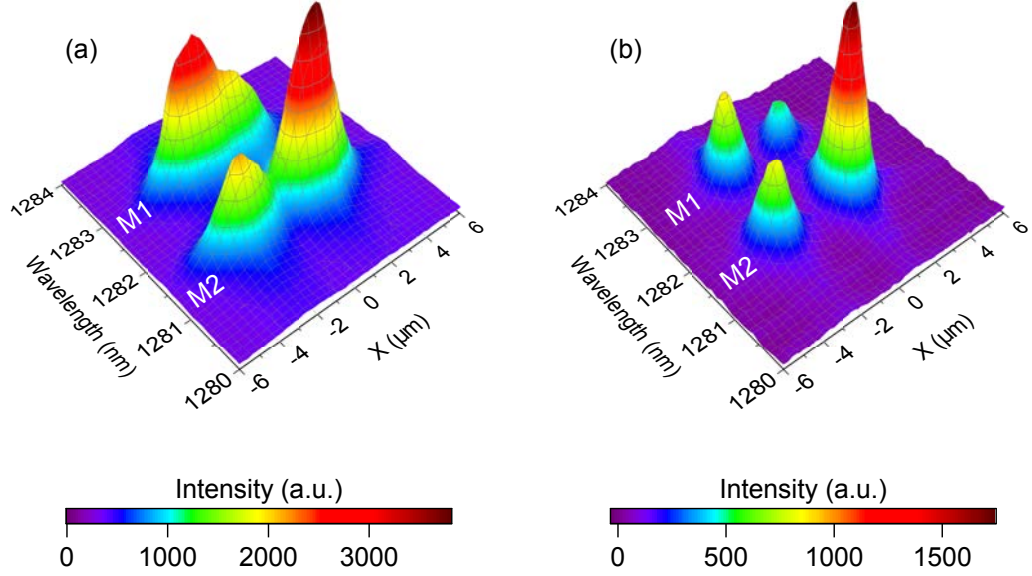 (a)
M1
M2
1284
1283
1282
1281
1280
Wavelength (nm)
-6
-4
-2
0
2
4
6
X (µm)
Intensity (a.u.)
0 1000 2000 3000
(b)
M1
M2
1284
1283
1282
1281
1280
Wavelength (nm)
-6
-4
-2
0
2
4
6
X (µm)
Intensity (a.u.)
0 500 1000 1500